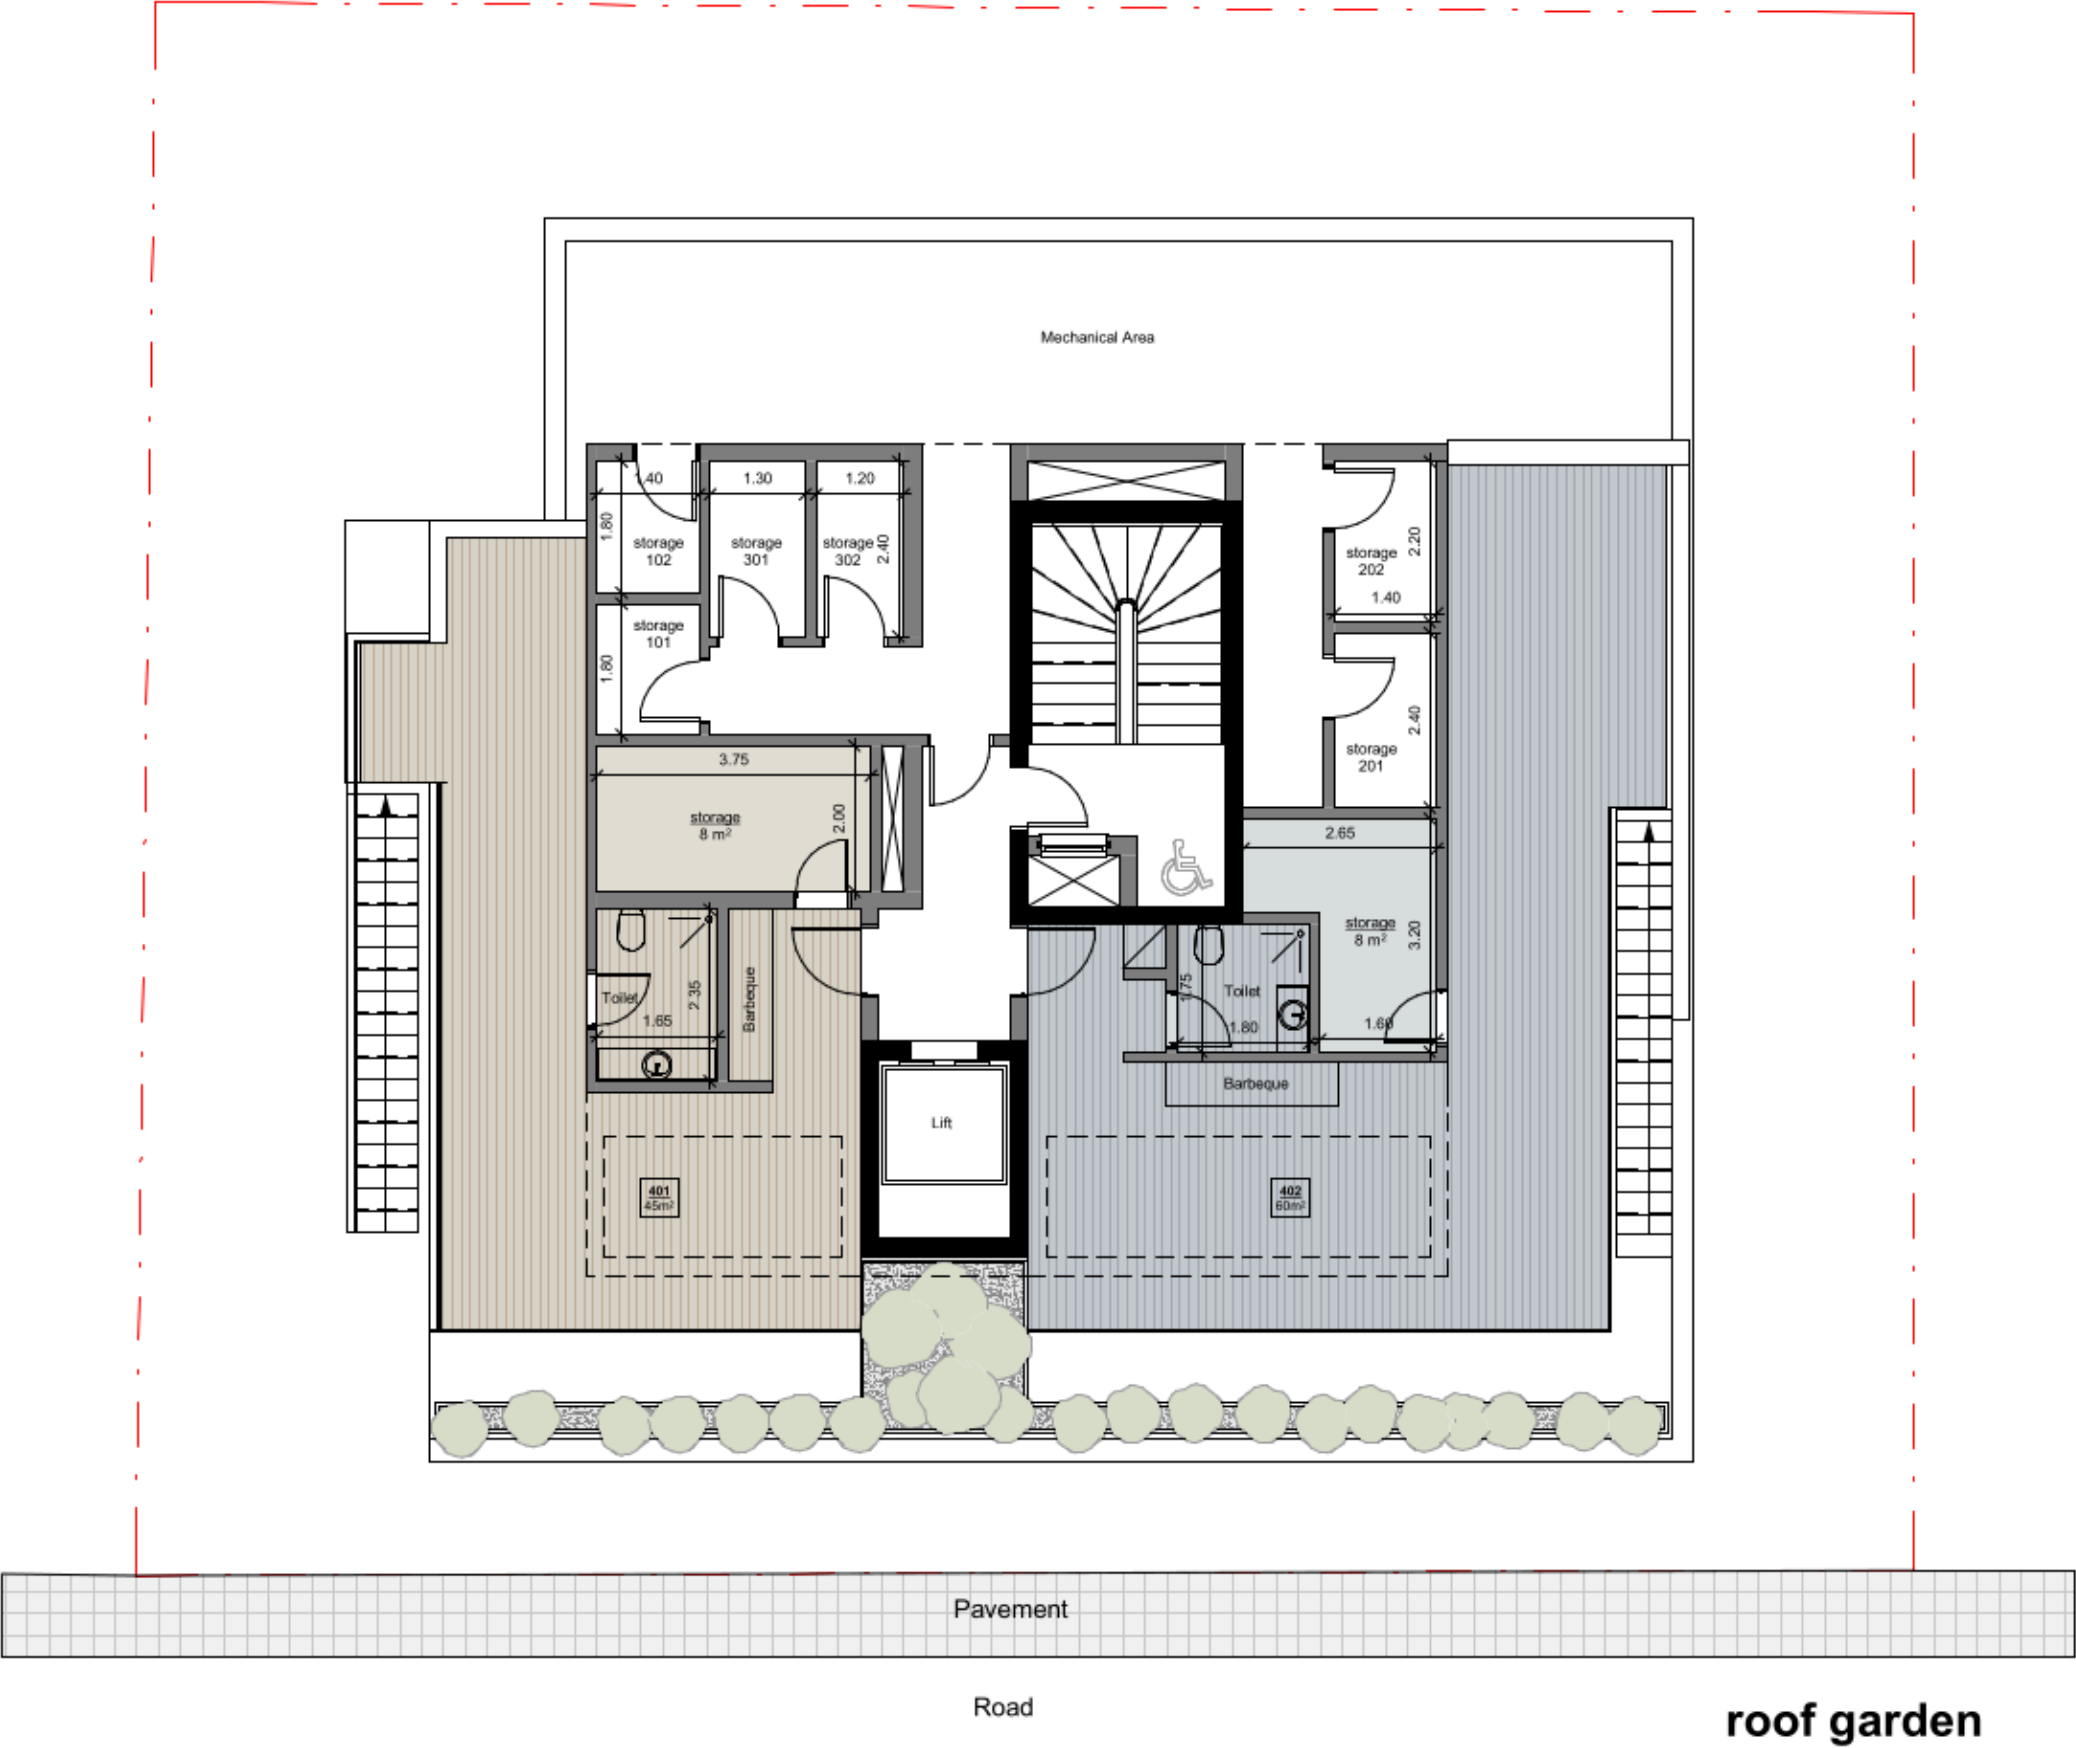 Mechanical Area
1.40
1.30
1.20
1.80
storage
102
storage
301
storage
302
2.40
storage
202
2.20
1.40
storage
101
1.80
2.40
storage
201
3.75
storage
8 m²
2.00
2.65
storage
8 m²
3.20
Toilet
2.35
1.65
Barbeque
1.75
Toilet
1.80
1.60
Barbeque
Lift
401
45m²
402
60m²
Pavement
Road
roof garden